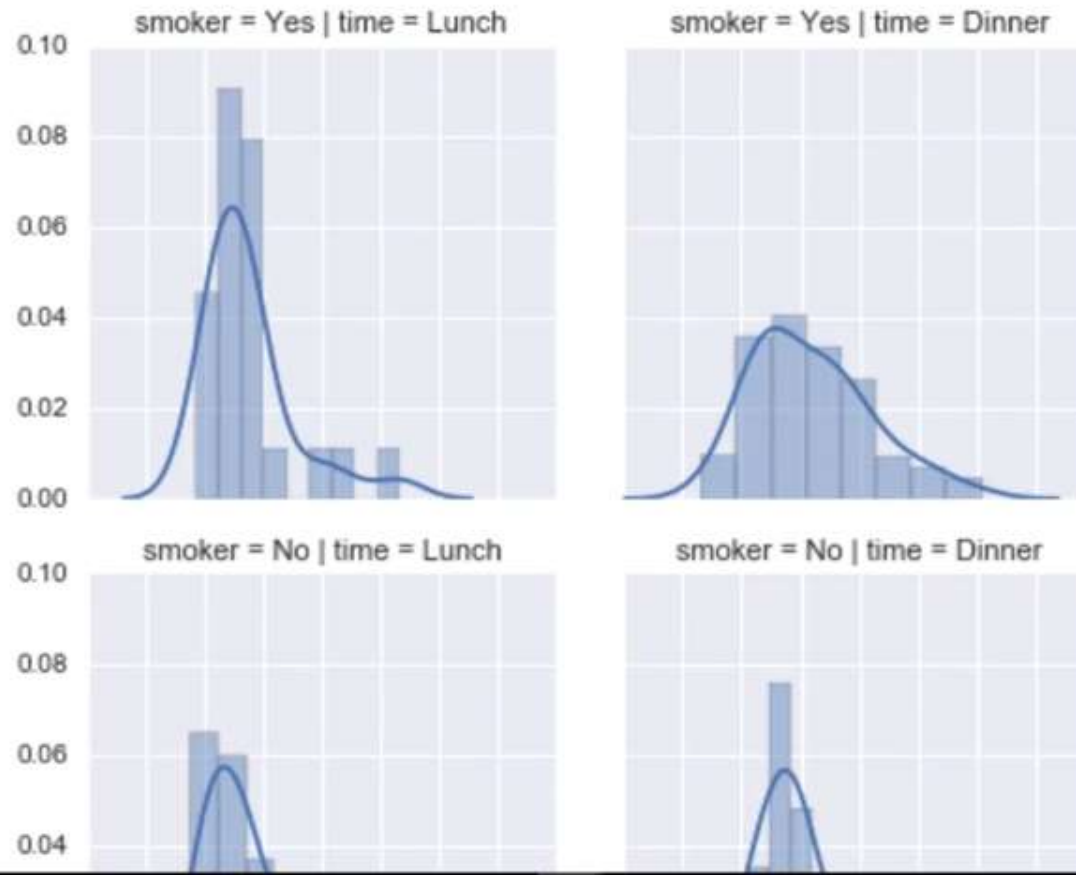 smoker = Yes | time = Lunch
smoker = Yes | time = Dinner
0.10
0.08
0.06
0.04
0.02
0.00
smoker = No | time = Lunch
smoker = No | time = Dinner
0.10
0.08
0.06
0.04